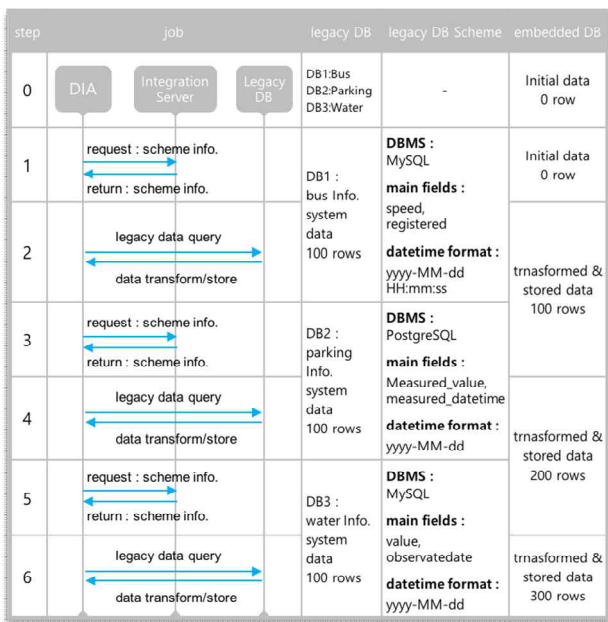 step job legacy DB legacy DB Scheme embedded DB
0
DIA
Integration
Server
Legacy
DB
DB1:Bus
DB2:Parking
DB3:Water
-
Initial data
0 row
1
request : scheme info.
return : scheme info.
DB1 :
bus Info.
system
data
100 rows
DBMS :
MySQL
main fields :
speed,
registered
datetime format :
yyyy-MM-dd
HH:mm:ss
Initial data
0 row
2
legacy data query
data transform/store
trnasformed &
stored data
100 rows
3
request : scheme info.
return : scheme info.
DB2 :
parking
Info.
system
data
100 rows
DBMS :
PostgreSQL
main fields :
Measured_value,
measured_datetime
datetime format :
yyyy-MM-dd
4
legacy data query
data transform/store
trnasformed &
stored data
200 rows
5
request : scheme info.
return : scheme info.
DB3 :
water Info.
system
data
100 rows
DBMS :
MySQL
main fields :
value,
observatedate
datetime format :
yyyy-MM-dd
6
legacy data query
data transform/store
trnasformed &
stored data
300 rows